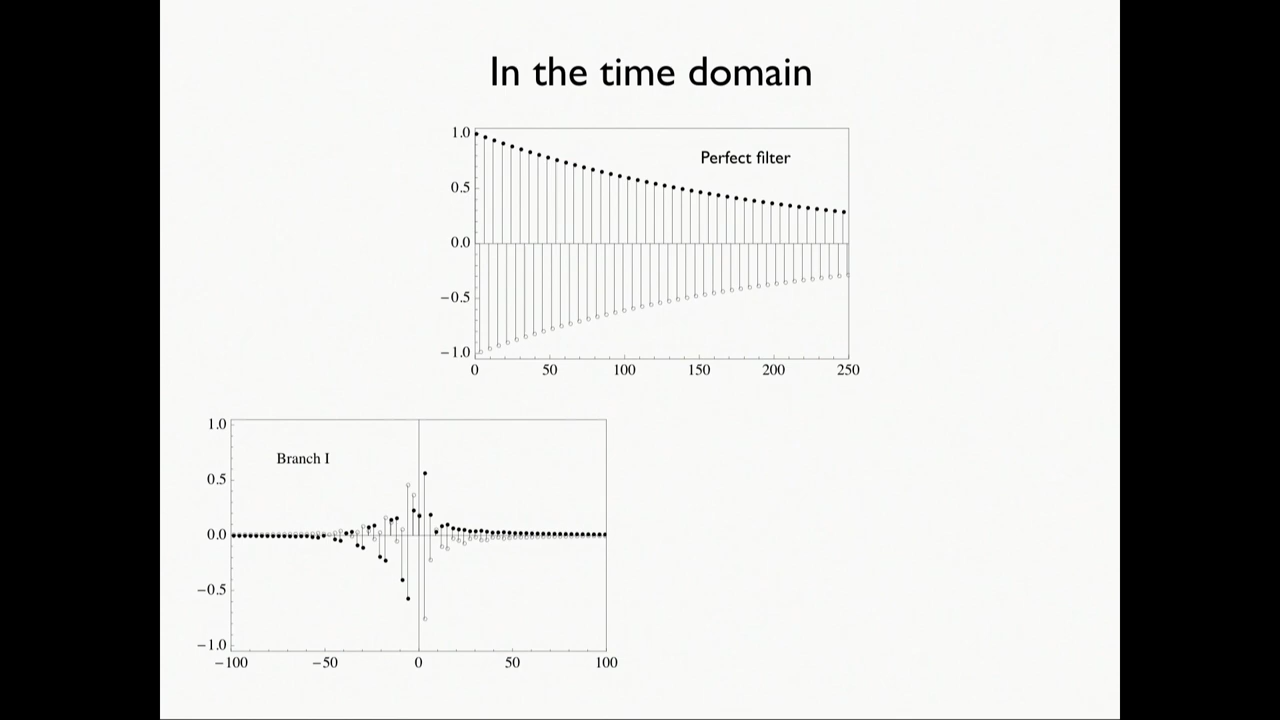 In the time domain
Perfect filter
1.0
0.5
0.0
−0.5
−1.0
0 50 100 150 200 250
Branch I
1.0
0.5
0.0
−0.5
−1.0
−100 −50 0 50 100